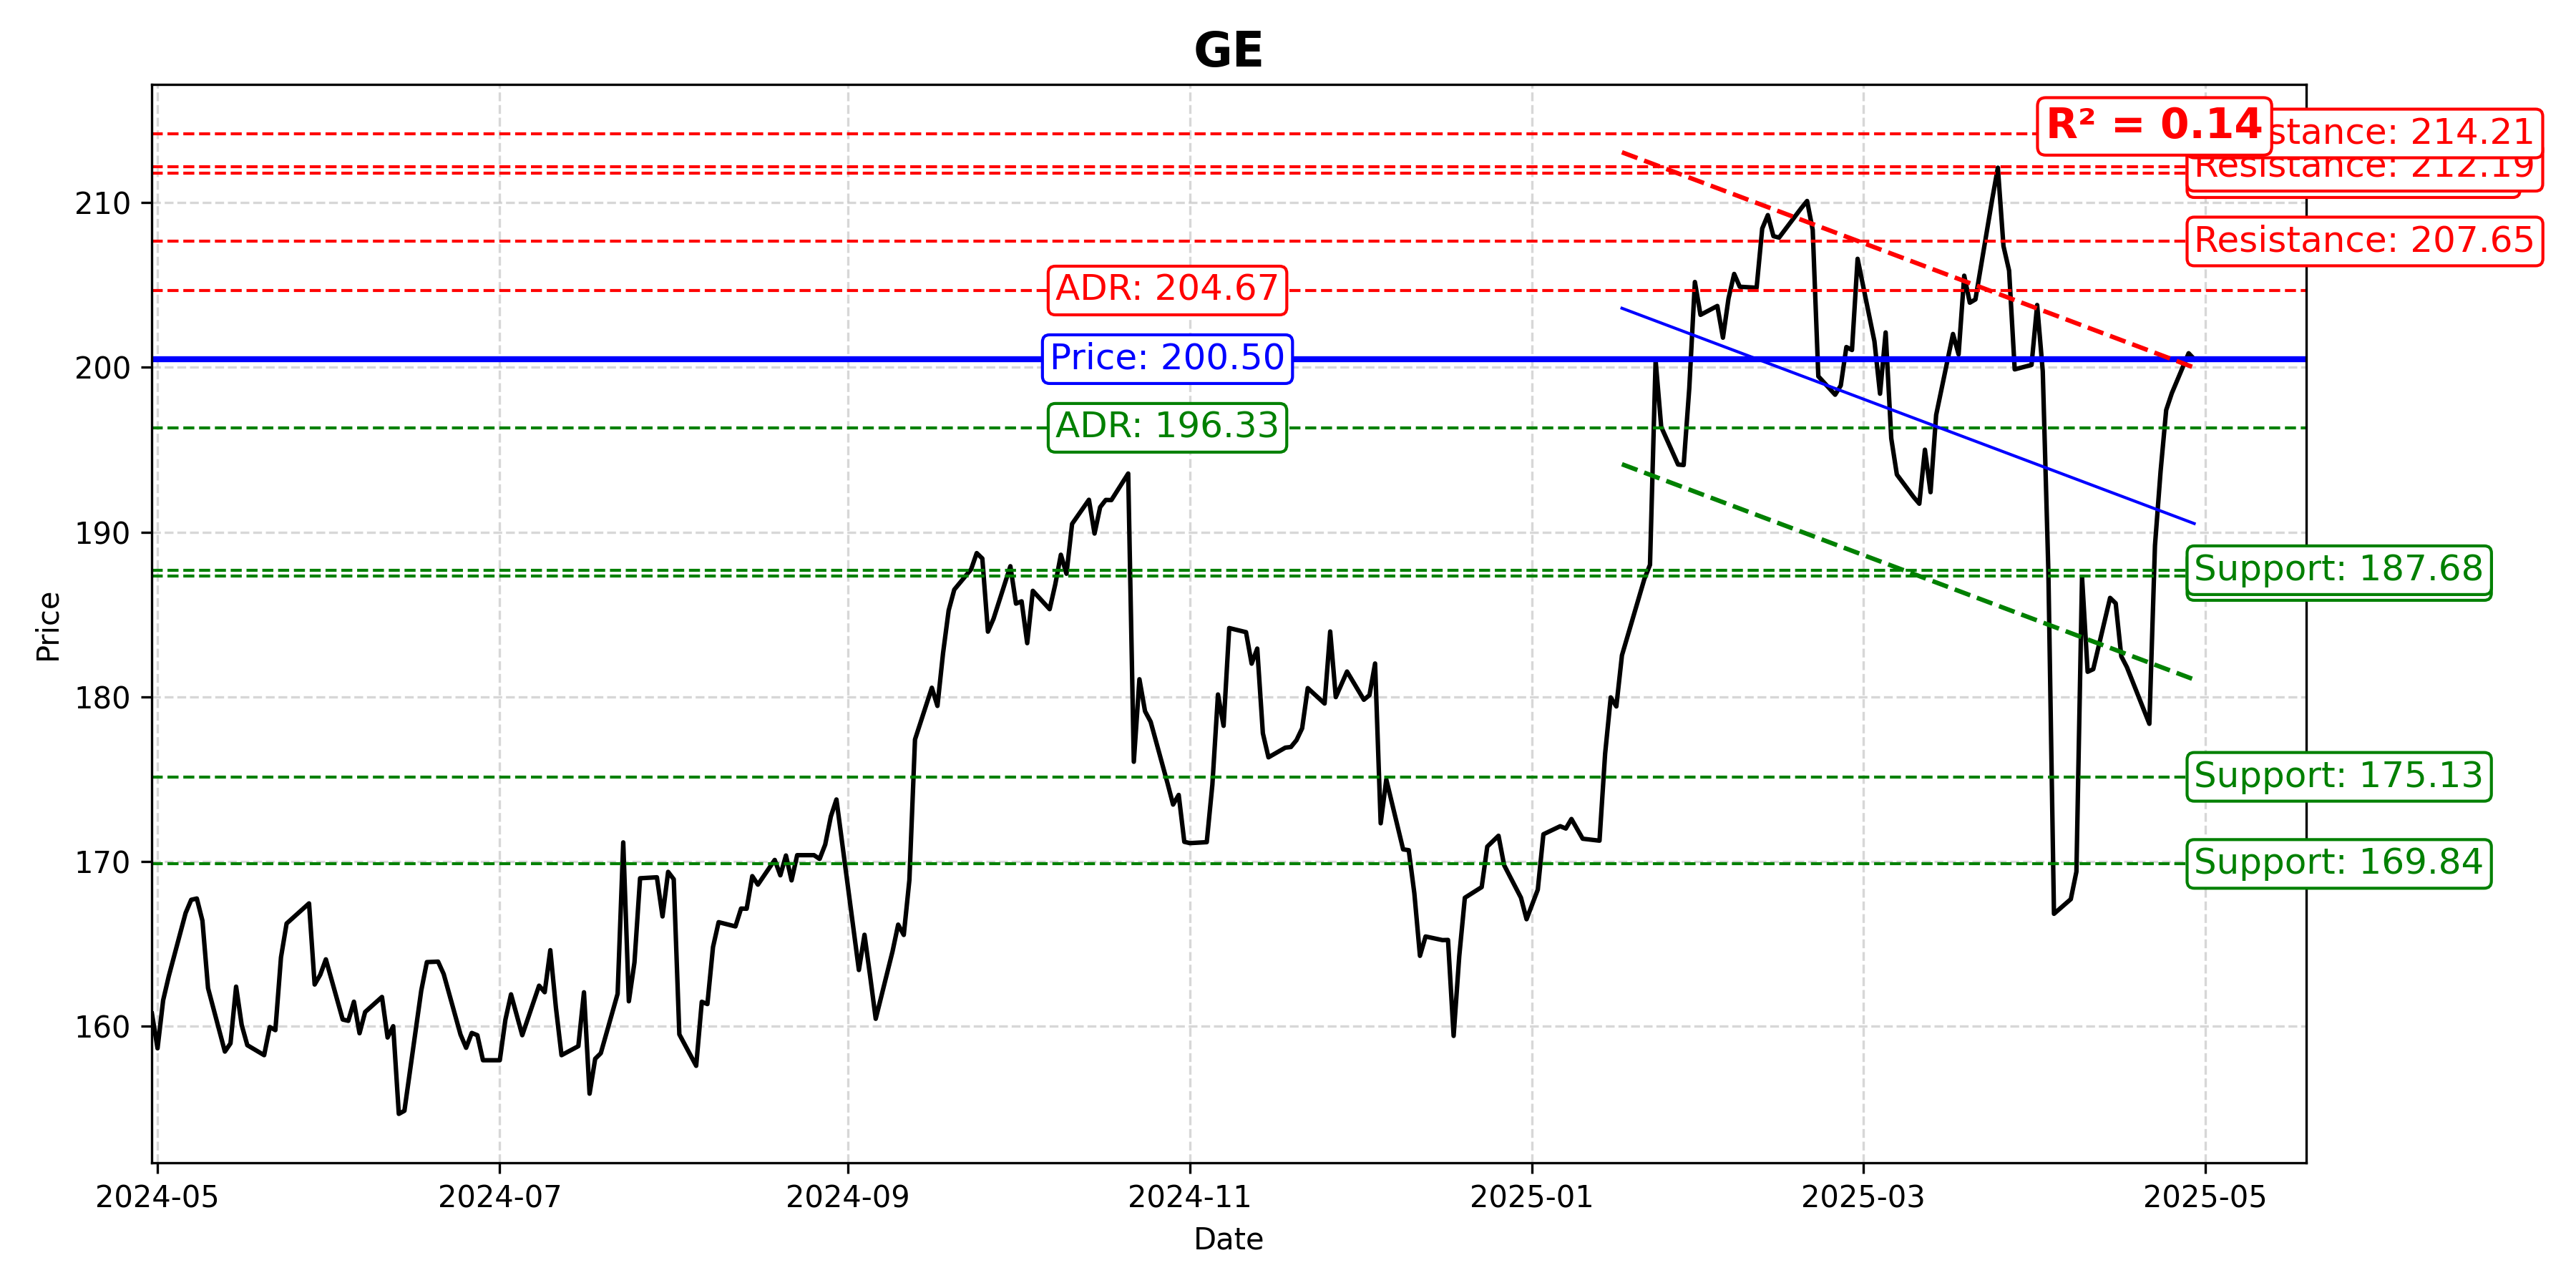 GE
R² = 0.14
stance: 214.21
Resistance: 212.19
Resistance: 207.65
ADR: 204.67
Price: 200.50
ADR: 196.33
Support: 187.68
Support: 175.13
Support: 169.84
210
200
190
180
170
160
Price
2024-05
2024-07
2024-09
2024-11
2025-01
2025-03
2025-05
Date